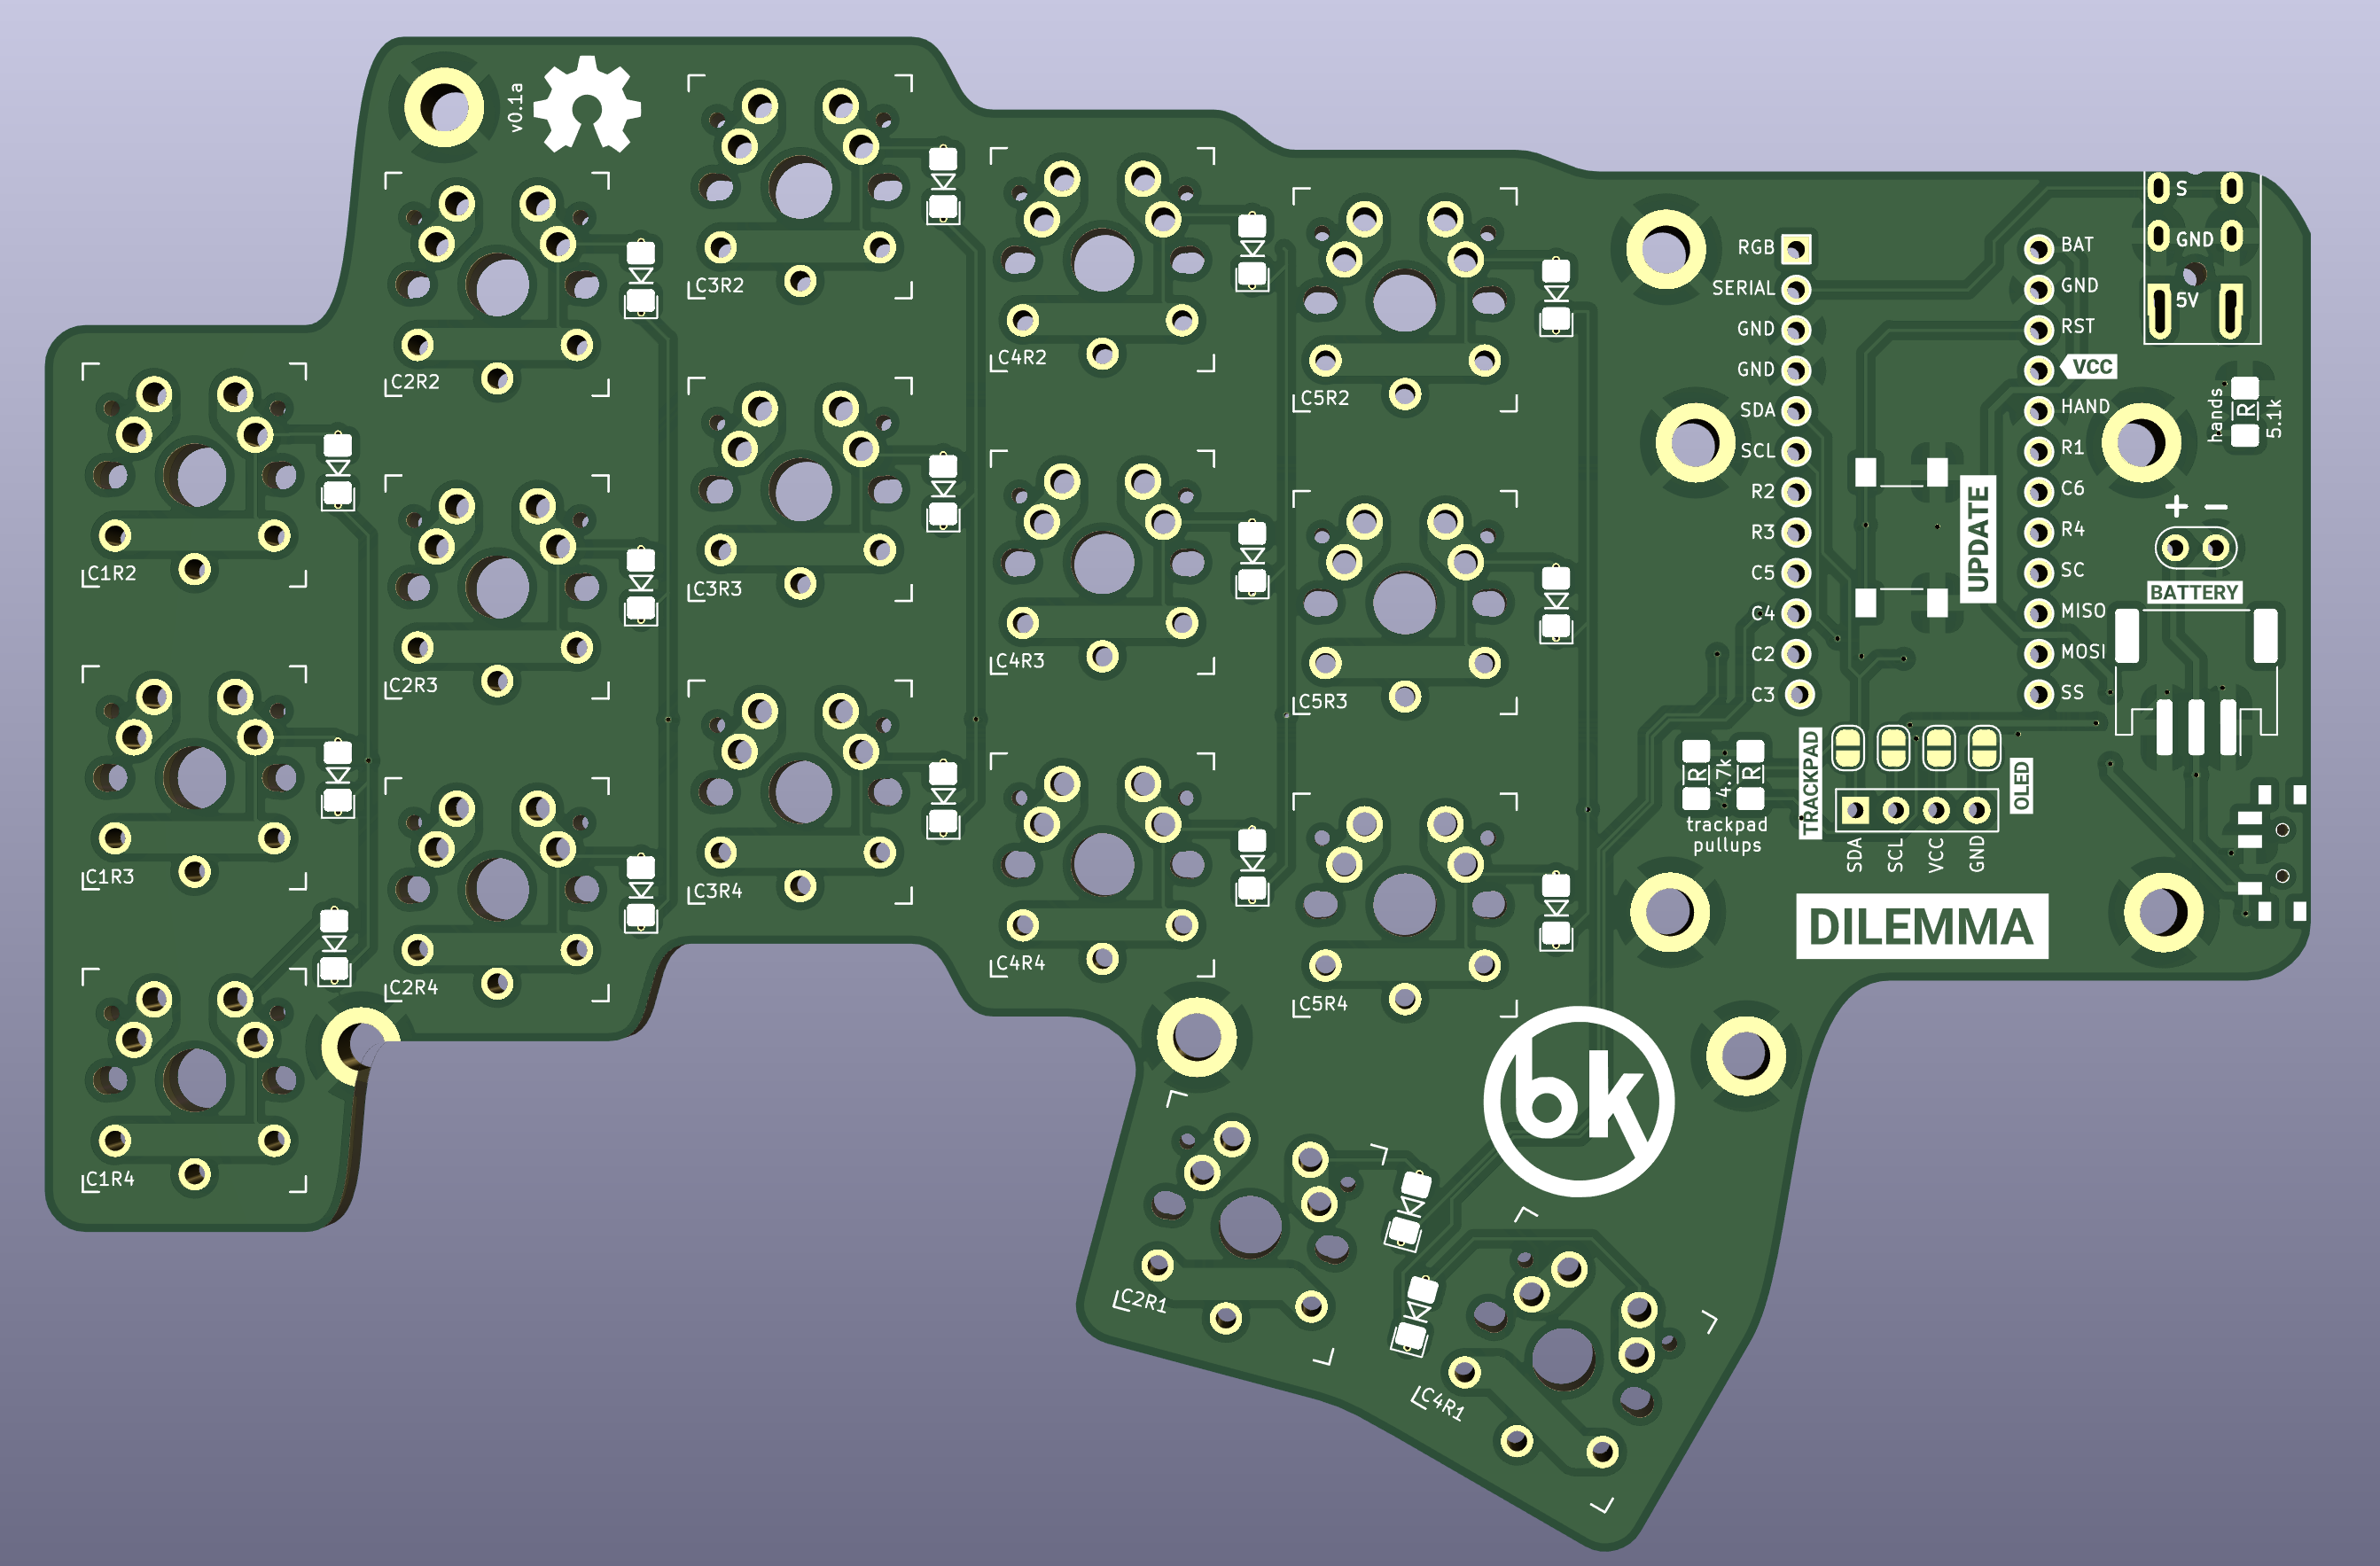 v0.1a
C2R2
C3R2
C4R2
C5R2
C1R2
C2R3
C3R3
C4R3
C5R3
C1R3
C2R4
C3R4
C4R4
C5R4
C1R4
C2R1
C4R1
bk
RGB
SERIAL
GND
GND
SDA
SCL
R2
R3
C5
C4
C2
C3
BAT
GND
RST
VCC
HAND
R1
C6
R4
SC
MISO
MOSI
SS
S
GND
5V
hands
R
5.1k
UPDATE
+ −
BATTERY
R
4.7k
R
trackpad
pullups
TRACKPAD
OLED
SDA
SCL
VCC
GND
DILEMMA